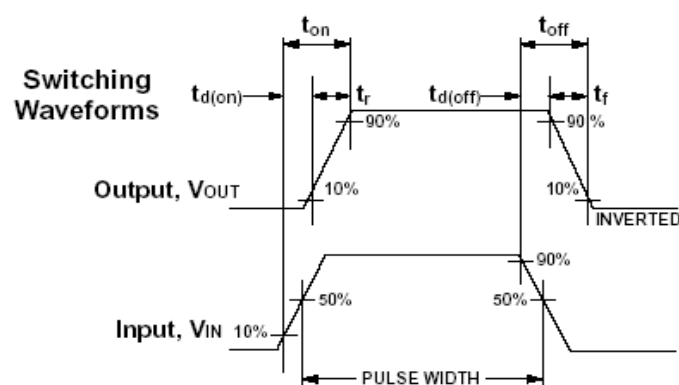 ton
toff
Switching
Waveforms
td(on)
tr
td(off)
tf
90%
90%
Output, VOUT
10%
10%
INVERTED
90%
50%
50%
Input, VIN
10%
PULSE WIDTH